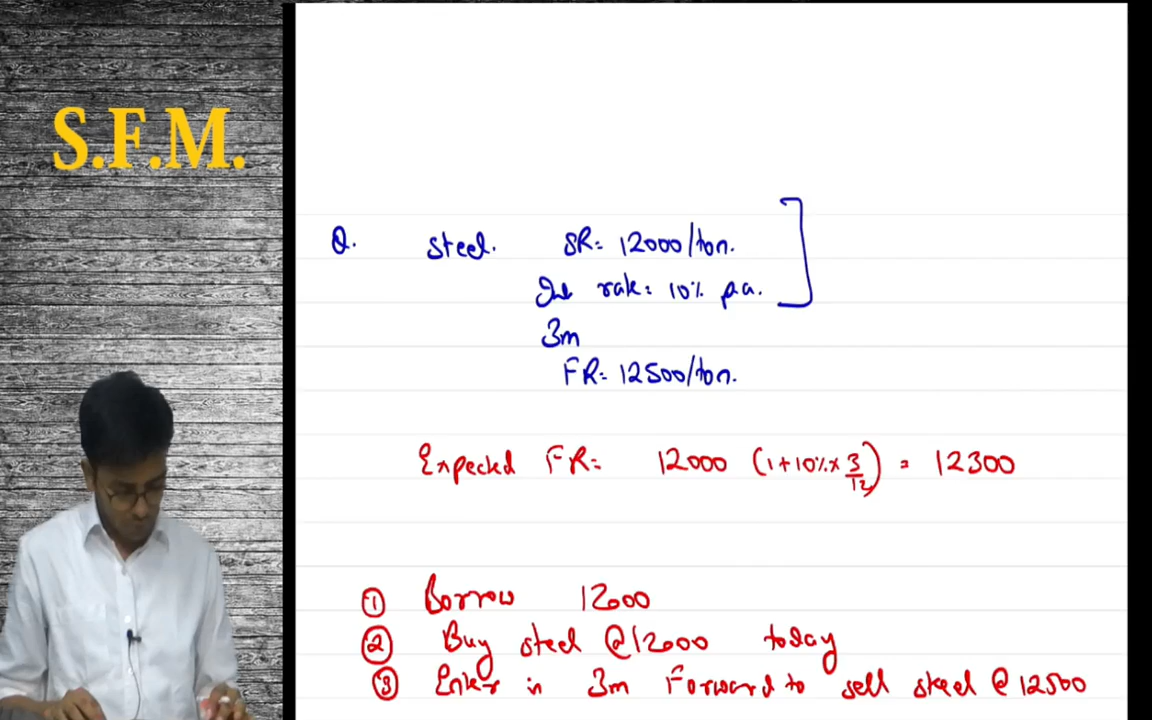 S.F.M.
Q. Steel. SR= 12000/ton.
Int rate= 10% p.a.
3m
FR= 12500/ton.
Expected FR= 12000 (1+10%×3/12) = 12300
① Borrow 12000
② Buy steel @12000 today
③ Enter in 3m Forward to sell steel @12500